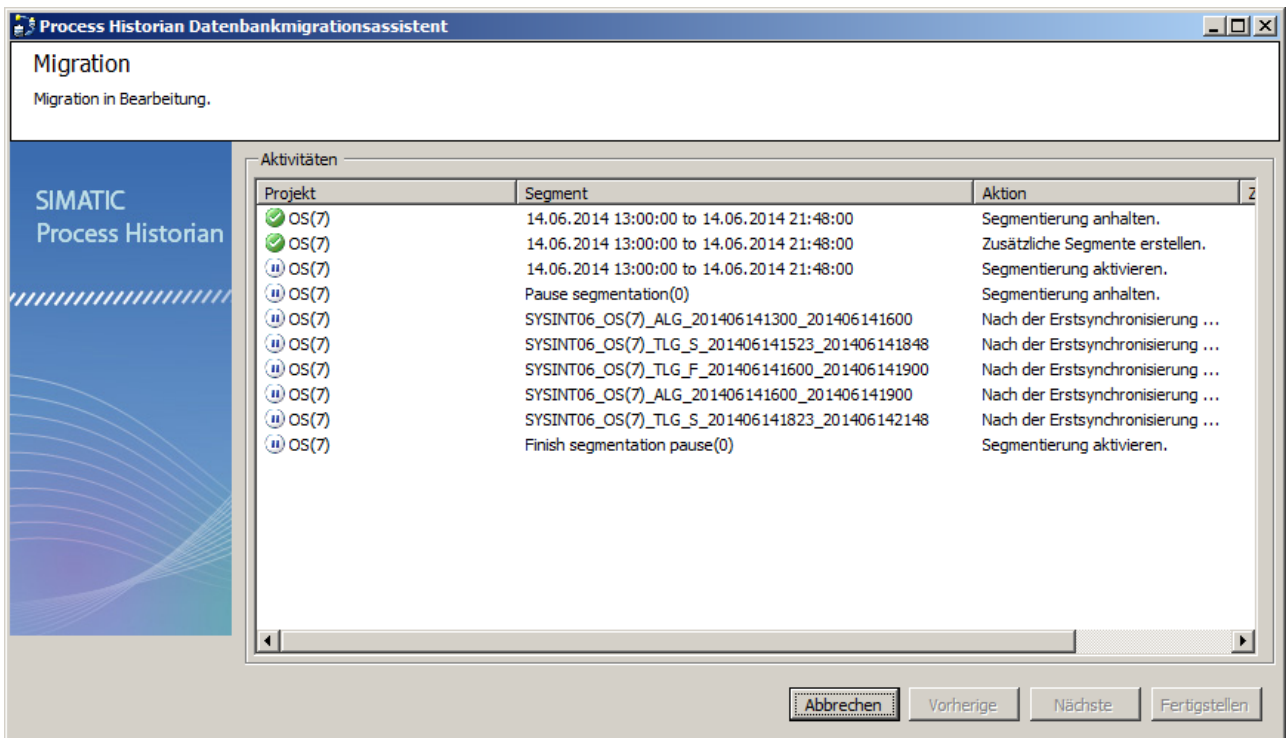 Process Historian Datenbankmigrationsassistent
Migration
Migration in Bearbeitung.
SIMATIC
Process Historian
Aktivitäten
Projekt Segment Aktion Z
OS(7) 14.06.2014 13:00:00 to 14.06.2014 21:48:00 Segmentierung anhalten.
OS(7) 14.06.2014 13:00:00 to 14.06.2014 21:48:00 Zusätzliche Segmente erstellen.
OS(7) 14.06.2014 13:00:00 to 14.06.2014 21:48:00 Segmentierung aktivieren.
OS(7) Pause segmentation(0) Segmentierung anhalten.
OS(7) SYSINT06_OS(7)_ALG_201406141300_201406141600 Nach der Erstsynchronisierung ...
OS(7) SYSINT06_OS(7)_TLG_S_201406141523_201406141848 Nach der Erstsynchronisierung ...
OS(7) SYSINT06_OS(7)_TLG_F_201406141600_201406141900 Nach der Erstsynchronisierung ...
OS(7) SYSINT06_OS(7)_ALG_201406141600_201406141900 Nach der Erstsynchronisierung ...
OS(7) SYSINT06_OS(7)_TLG_S_201406141823_201406142148 Nach der Erstsynchronisierung ...
OS(7) Finish segmentation pause(0) Segmentierung aktivieren.
Abbrechen Vorherige Nächste Fertigstellen